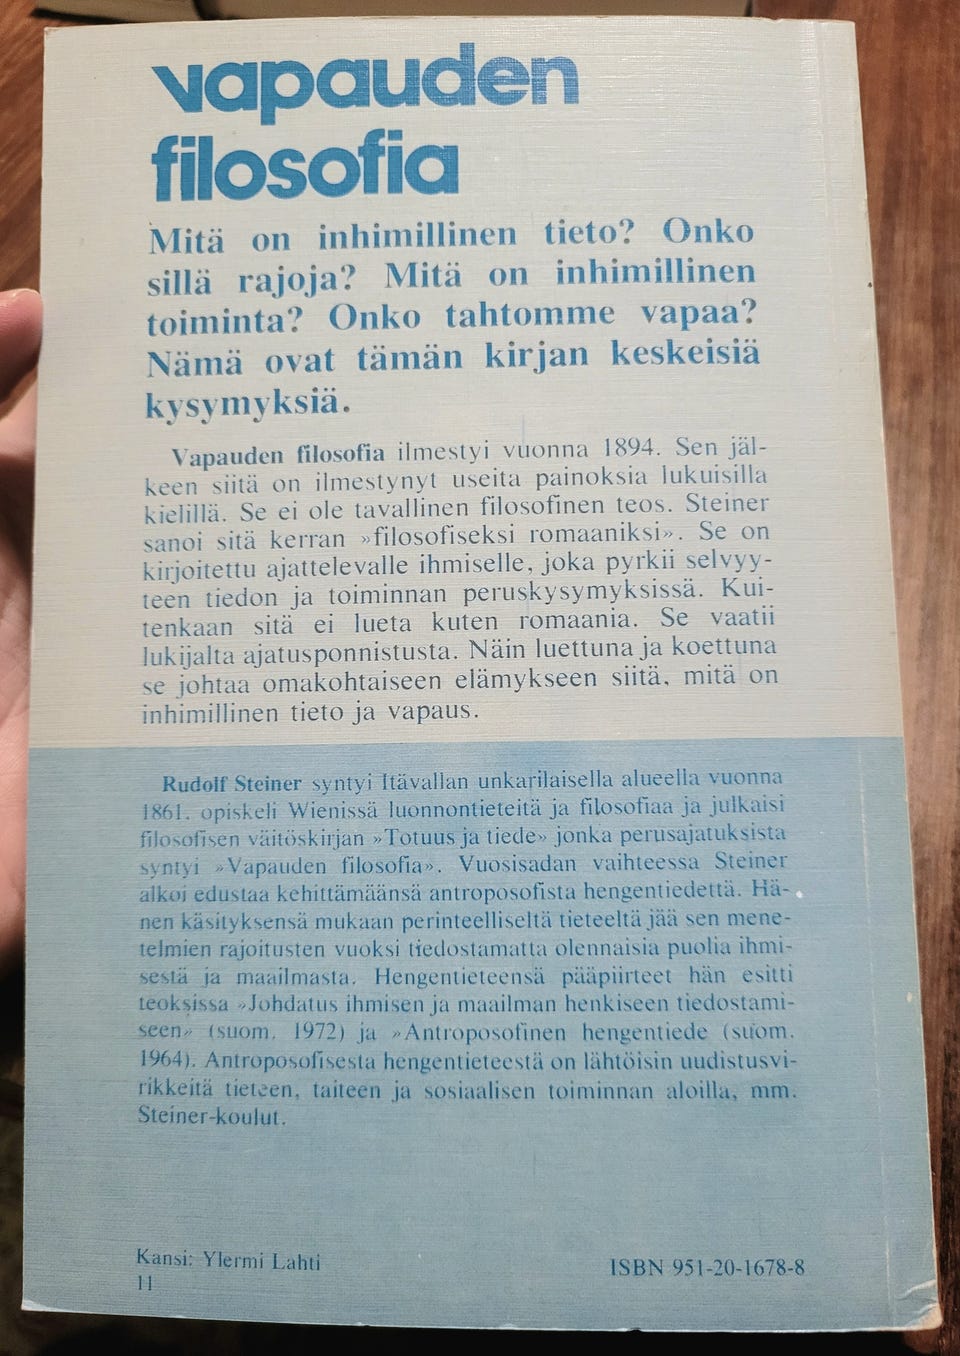 vapauden
filosofia
Mitä on inhimillinen tieto? Onko
sillä rajoja? Mitä on inhimillinen
toiminta? Onko tahtomme vapaa?
Nämä ovat tämän kirjan keskeisiä
kysymyksiä.
Vapauden filosofia ilmestyi vuonna 1894. Sen jäl-
keen siitä on ilmestynyt useita painoksia lukuisilla
kielillä. Se ei ole tavallinen filosofinen teos. Steiner
sanoi sitä kerran »filosofiseksi romaaniksi». Se on
kirjoitettu ajattelevalle ihmiselle, joka pyrkii selvyy-
teen tiedon ja toiminnan peruskysymyksissä. Kui-
tenkaan sitä ei lueta kuten romaania. Se vaatii
lukijalta ajatusponnistusta. Näin luettuna ja koettuna
se johtaa omakohtaiseen elämykseen siitä, mitä on
inhimillinen tieto ja vapaus.
Rudolf Steiner syntyi Itävallan unkarilaisella alueella vuonna
1861, opiskeli Wienissä luonnontieteitä ja filosofiaa ja julkaisi
filosofisen väitöskirjan »Totuus ja tiede» jonka perusajatuksista
syntyi »Vapauden filosofia». Vuosisadan vaihteessa Steiner
alkoi edustaa kehittämäänsä antroposofista hengentiedettä. Hä-
nen käsityksensä mukaan perinteelliseltä tieteeltä jää sen mene-
telmien rajoitusten vuoksi tiedostamatta olennaisia puolia ihmi-
sestä ja maailmasta. Hengentieteensä pääpiirteet hän esitti
teoksissa »Johdatus ihmisen ja maailman henkiseen tiedostami-
seen» (suom. 1972) ja »Antroposofinen hengentiede (suom.
1964). Antroposofisesta hengentieteestä on lähtöisin uudistusvi-
rikkeitä tieteen, taiteen ja sosiaalisen toiminnan aloilla, mm.
Steiner-koulut.
Kansi: Ylermi Lahti
11
ISBN 951-20-1678-8